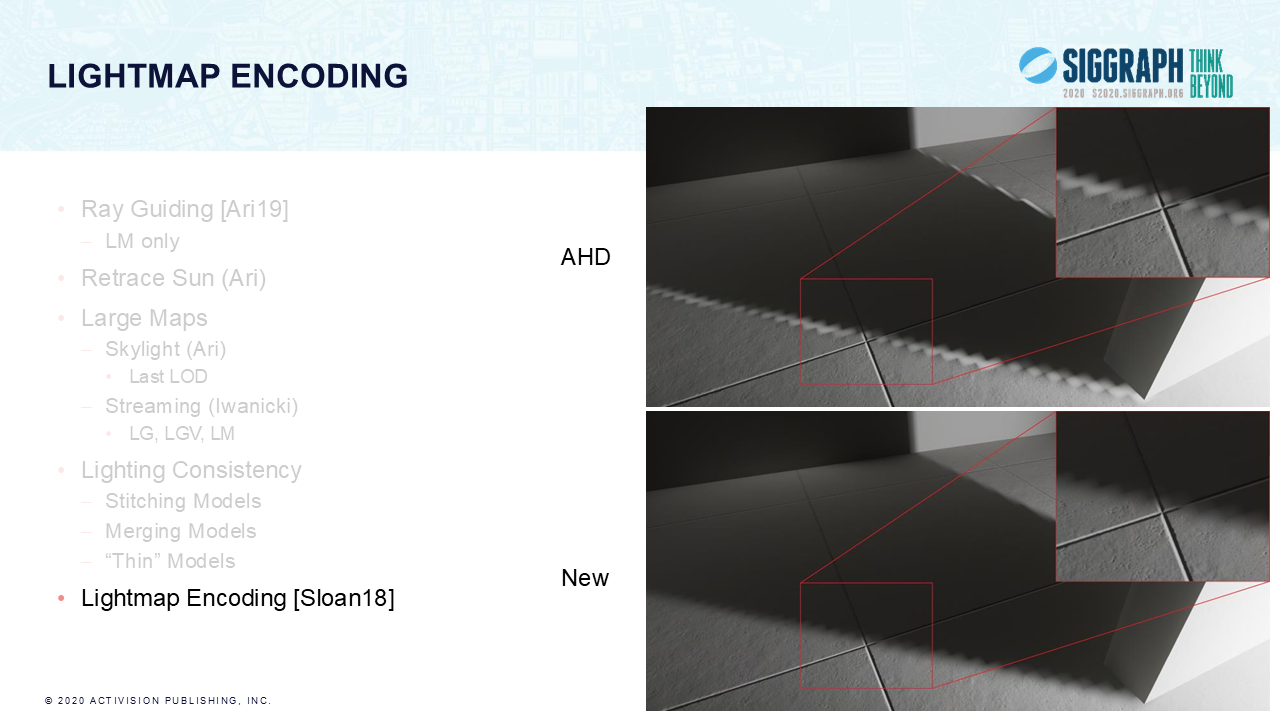 LIGHTMAP ENCODING
SIGGRAPH THINK BEYOND
2020 S2020.SIGGRAPH.ORG
• Ray Guiding [Ari19]
– LM only
• Retrace Sun (Ari)
• Large Maps
– Skylight (Ari)
• Last LOD
– Streaming (Iwanicki)
• LG, LGV, LM
• Lighting Consistency
– Stitching Models
– Merging Models
– “Thin” Models
• Lightmap Encoding [Sloan18]
AHD
New
© 2020 ACTIVISION PUBLISHING, INC.